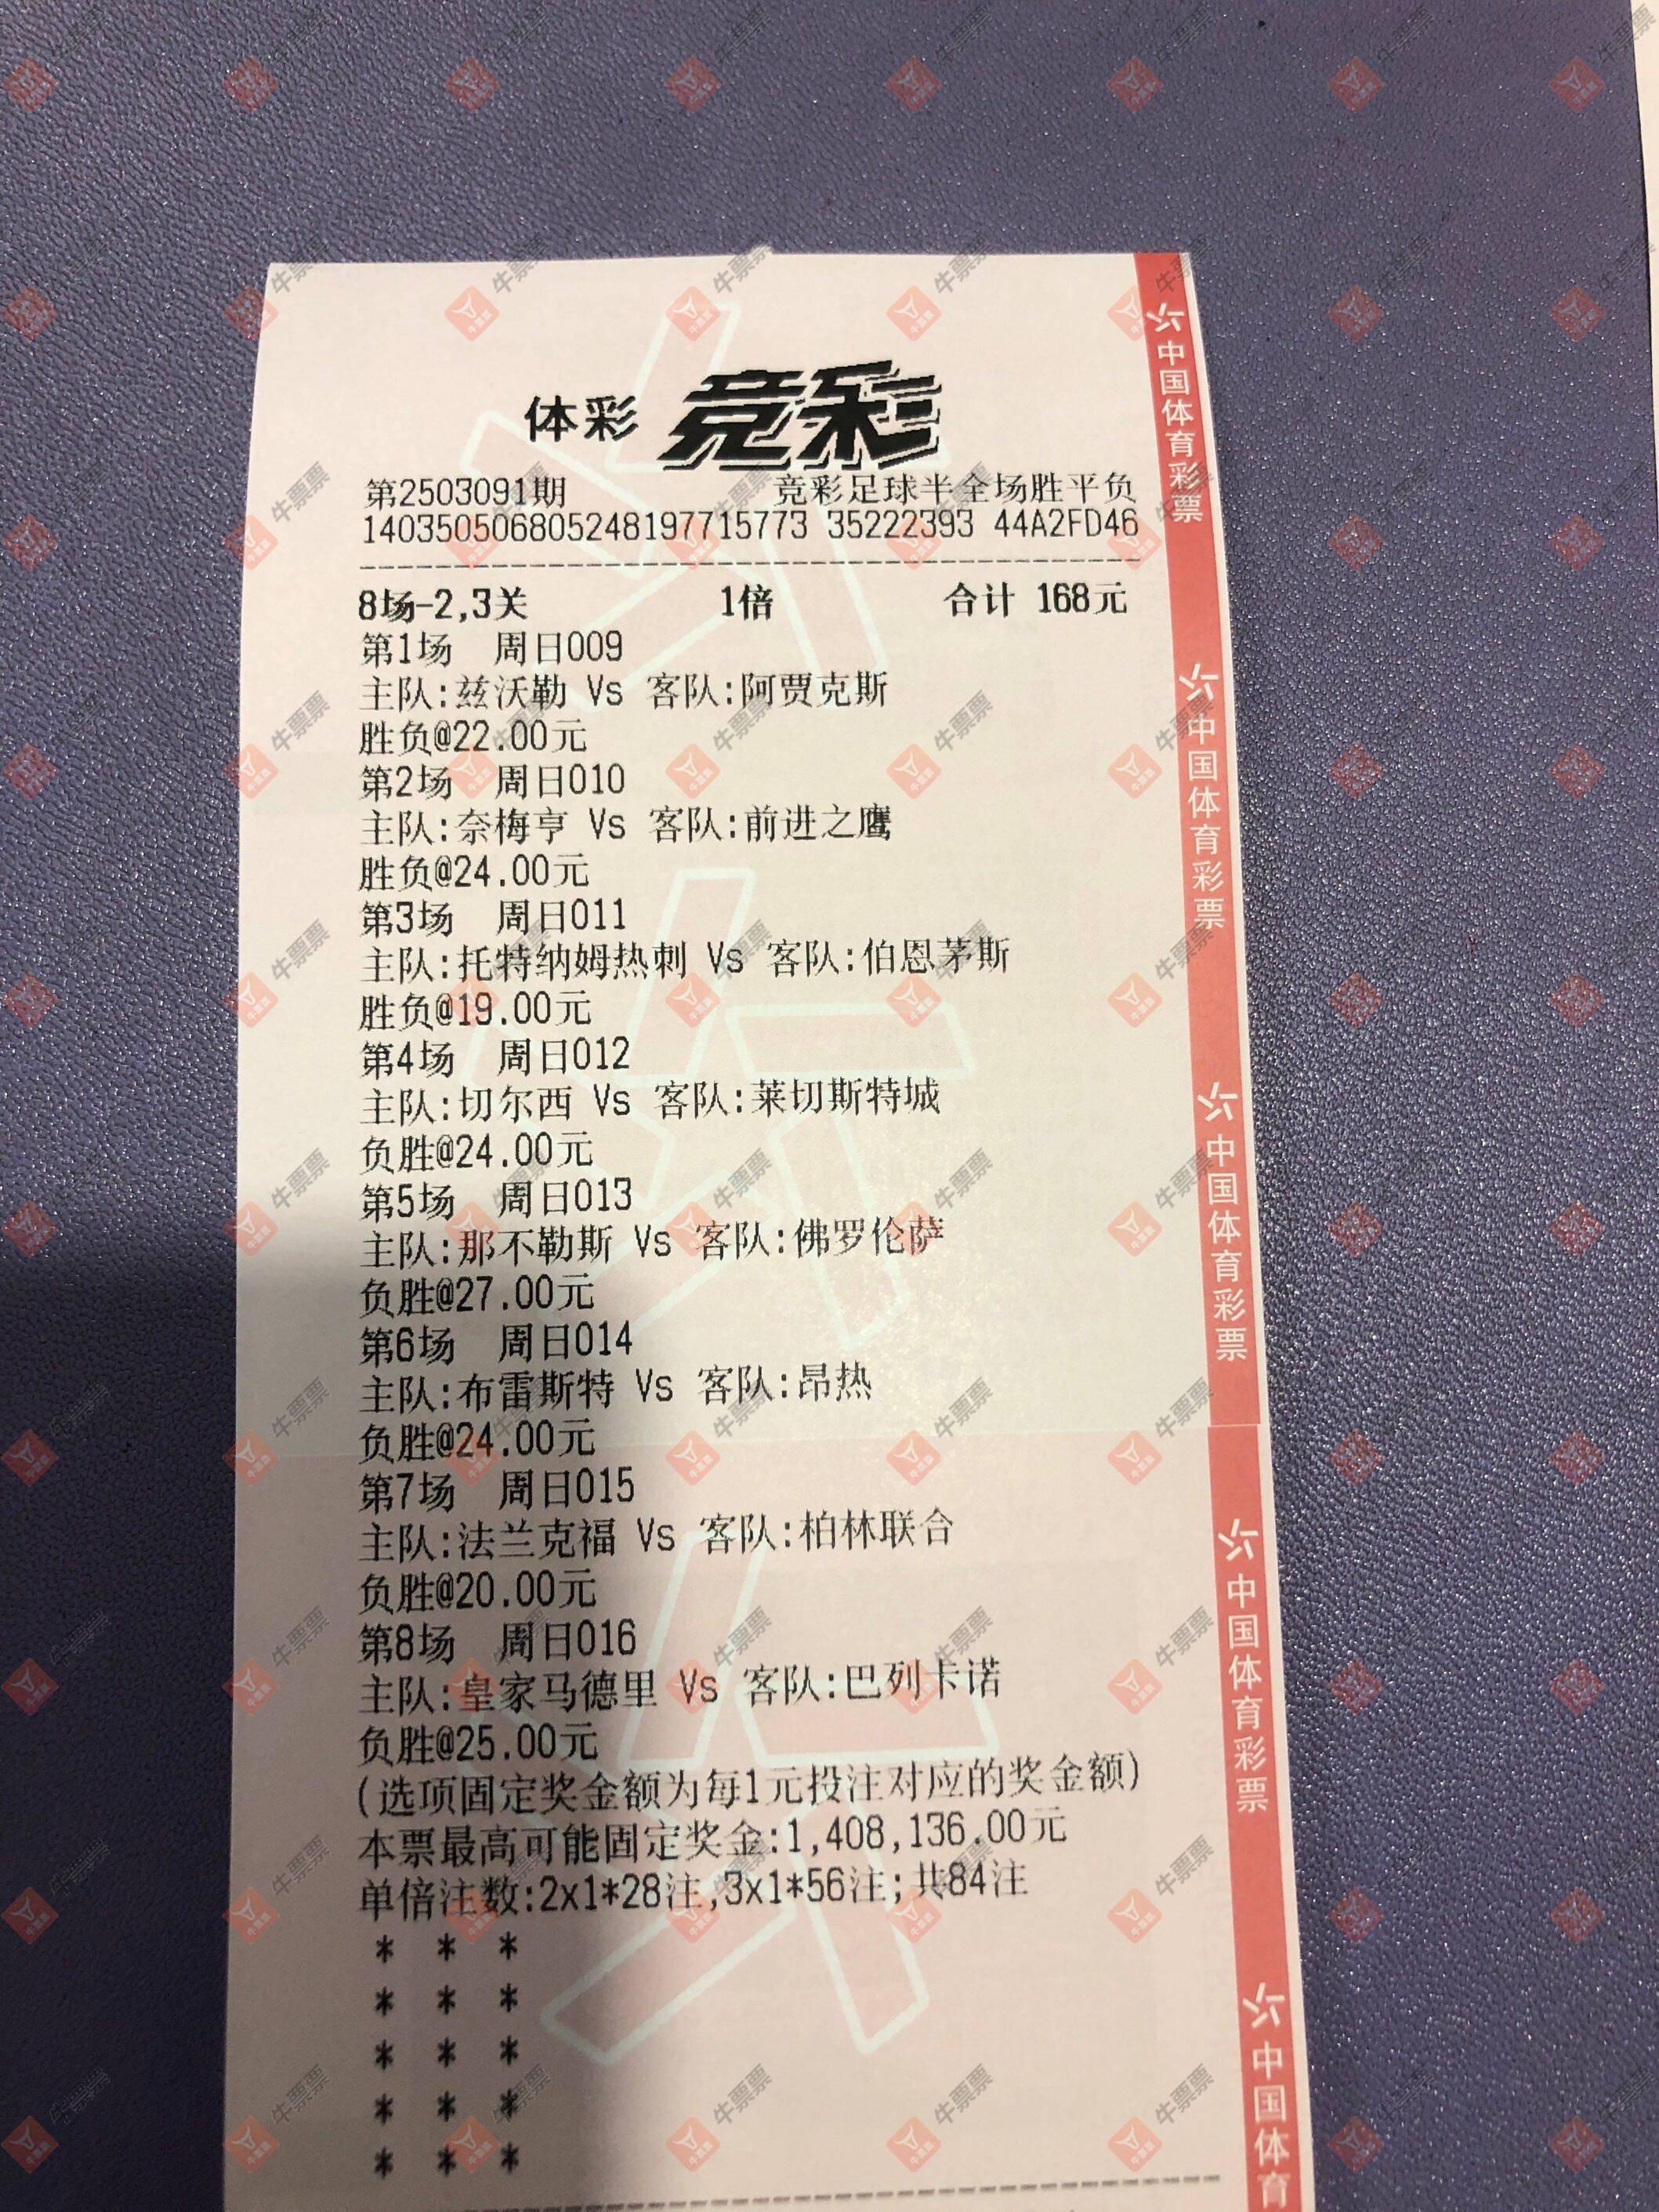 体彩 竞彩
第2503091期 竞彩足球半全场胜平负
140350506805248197715773 35222393 44A2FD46
8场-2,3关 1倍 合计 168元
第1场 周日009
主队:兹沃勒 Vs 客队:阿贾克斯
胜负@22.00元
第2场 周日010
主队:奈梅亨 Vs 客队:前进之鹰
胜负@24.00元
第3场 周日011
主队:托特纳姆热刺 Vs 客队:伯恩茅斯
胜负@19.00元
第4场 周日012
主队:切尔西 Vs 客队:莱切斯特城
负胜@24.00元
第5场 周日013
主队:那不勒斯 Vs 客队:佛罗伦萨
负胜@27.00元
第6场 周日014
主队:布雷斯特 Vs 客队:昂热
负胜@24.00元
第7场 周日015
主队:法兰克福 Vs 客队:柏林联合
负胜@20.00元
第8场 周日016
主队:皇家马德里 Vs 客队:巴列卡诺
负胜@25.00元
(选项固定奖金额为每1元投注对应的奖金额)
本票最高可能固定奖金:1,408,136.00元
单倍注数:2x1*28注,3x1*56注;共84注
* * *
* * *
* * *
* * *
* * *
中国体育彩票
中国体育彩票
中国体育彩票
中国体育彩票
中国体育
牛票票